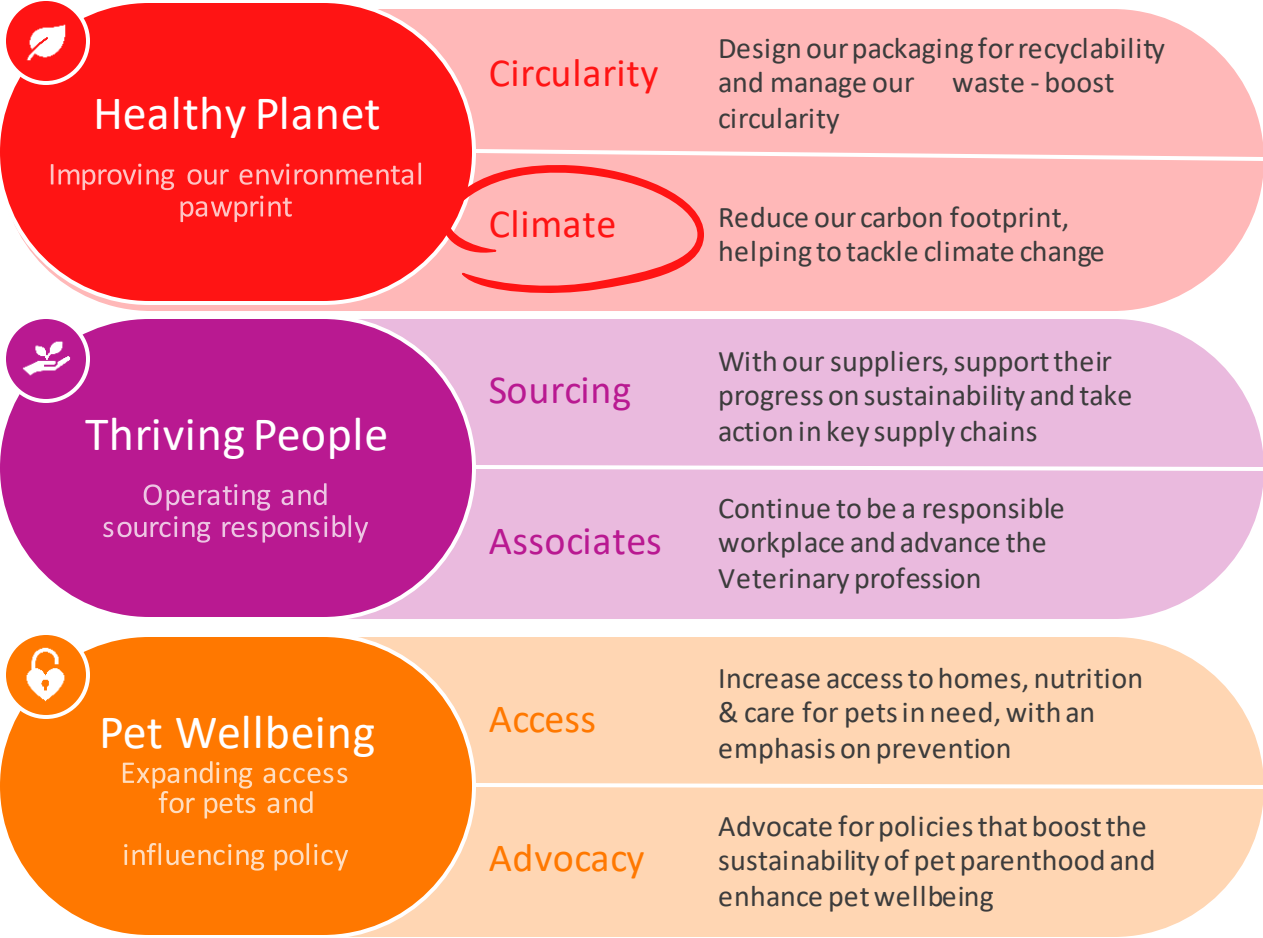 Healthy Planet
Improving our environmental
pawprint
Circularity
Design our packaging for recyclability
and manage our waste - boost
circularity
Climate
Reduce our carbon footprint,
helping to tackle climate change
Thriving People
Operating and
sourcing responsibly
Sourcing
With our suppliers, support their
progress on sustainability and take
action in key supply chains
Associates
Continue to be a responsible
workplace and advance the
Veterinary profession
Pet Wellbeing
Expanding access
for pets and
influencing policy
Access
Increase access to homes, nutrition
& care for pets in need, with an
emphasis on prevention
Advocacy
Advocate for policies that boost the
sustainability of pet parenthood and
enhance pet wellbeing